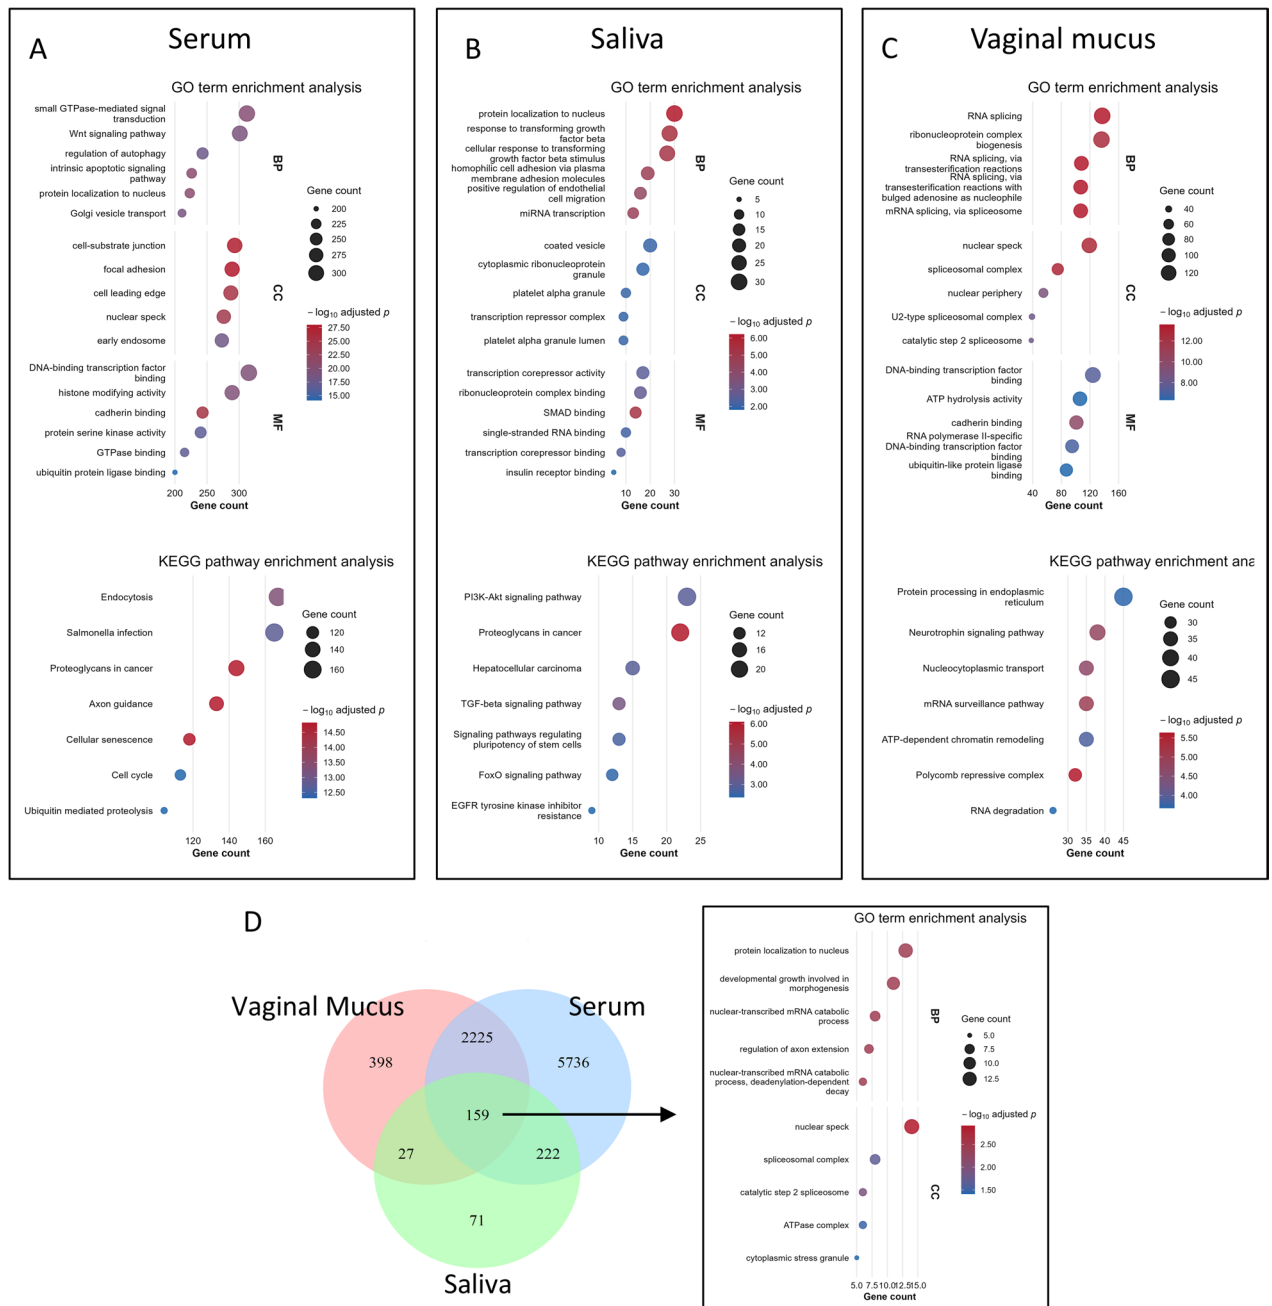 A
Serum
GO term enrichment analysis
small GTPase-mediated signal
transduction
Wnt signaling pathway
regulation of autophagy
intrinsic apoptotic signaling
pathway
protein localization to nucleus
Golgi vesicle transport
BP
cell-substrate junction
focal adhesion
cell leading edge
nuclear speck
early endosome
CC
DNA-binding transcription factor
binding
histone modifying activity
cadherin binding
protein serine kinase activity
GTPase binding
ubiquitin protein ligase binding
MF
200 250 300
Gene count
Gene count
200
225
250
275
300
− log10 adjusted p
27.50
25.00
22.50
20.00
17.50
15.00
KEGG pathway enrichment analysis
Endocytosis
Salmonella infection
Proteoglycans in cancer
Axon guidance
Cellular senescence
Cell cycle
Ubiquitin mediated proteolysis
120 140 160
Gene count
Gene count
120
140
160
− log10 adjusted p
14.50
14.00
13.50
13.00
12.50
B
Saliva
GO term enrichment analysis
protein localization to nucleus
response to transforming growth
factor beta
cellular response to transforming
growth factor beta stimulus
homophilic cell adhesion via plasma
membrane adhesion molecules
positive regulation of endothelial
cell migration
miRNA transcription
BP
coated vesicle
cytoplasmic ribonucleoprotein
granule
platelet alpha granule
transcription repressor complex
platelet alpha granule lumen
CC
transcription corepressor activity
ribonucleoprotein complex binding
SMAD binding
single-stranded RNA binding
transcription corepressor binding
insulin receptor binding
MF
10 20 30
Gene count
Gene count
5
10
15
20
25
30
− log10 adjusted p
6.00
5.00
4.00
3.00
2.00
KEGG pathway enrichment analysis
PI3K-Akt signaling pathway
Proteoglycans in cancer
Hepatocellular carcinoma
TGF-beta signaling pathway
Signaling pathways regulating
pluripotency of stem cells
FoxO signaling pathway
EGFR tyrosine kinase inhibitor
resistance
10 15 20 25
Gene count
Gene count
12
16
20
− log10 adjusted p
6.00
5.00
4.00
3.00
C
Vaginal mucus
GO term enrichment analysis
RNA splicing
ribonucleoprotein complex
biogenesis
RNA splicing, via
transesterification reactions
RNA splicing, via
transesterification reactions with
bulged adenosine as nucleophile
mRNA splicing, via spliceosome
BP
nuclear speck
spliceosomal complex
nuclear periphery
U2-type spliceosomal complex
catalytic step 2 spliceosome
CC
DNA-binding transcription factor
binding
ATP hydrolysis activity
cadherin binding
RNA polymerase II-specific
DNA-binding transcription factor
binding
ubiquitin-like protein ligase
binding
MF
40 80 120 160
Gene count
Gene count
40
60
80
100
120
− log10 adjusted p
12.00
10.00
8.00
KEGG pathway enrichment ana
Protein processing in endoplasmic
reticulum
Neurotrophin signaling pathway
Nucleocytoplasmic transport
mRNA surveillance pathway
ATP-dependent chromatin remodeling
Polycomb repressive complex
RNA degradation
30 35 40 45
Gene count
Gene count
30
35
40
45
− log10 adjusted p
5.50
5.00
4.50
4.00
D
Vaginal Mucus
Serum
398
2225
5736
159
27
222
71
Saliva
GO term enrichment analysis
protein localization to nucleus
developmental growth involved in
morphogenesis
nuclear-transcribed mRNA catabolic
process
regulation of axon extension
nuclear-transcribed mRNA catabolic
process, deadenylation-dependent
decay
BP
nuclear speck
spliceosomal complex
catalytic step 2 spliceosome
ATPase complex
cytoplasmic stress granule
CC
5.0 7.5 10.0 12.5 15.0
Gene count
Gene count
5.0
7.5
10.0
12.5
− log10 adjusted p
2.50
2.00
1.50